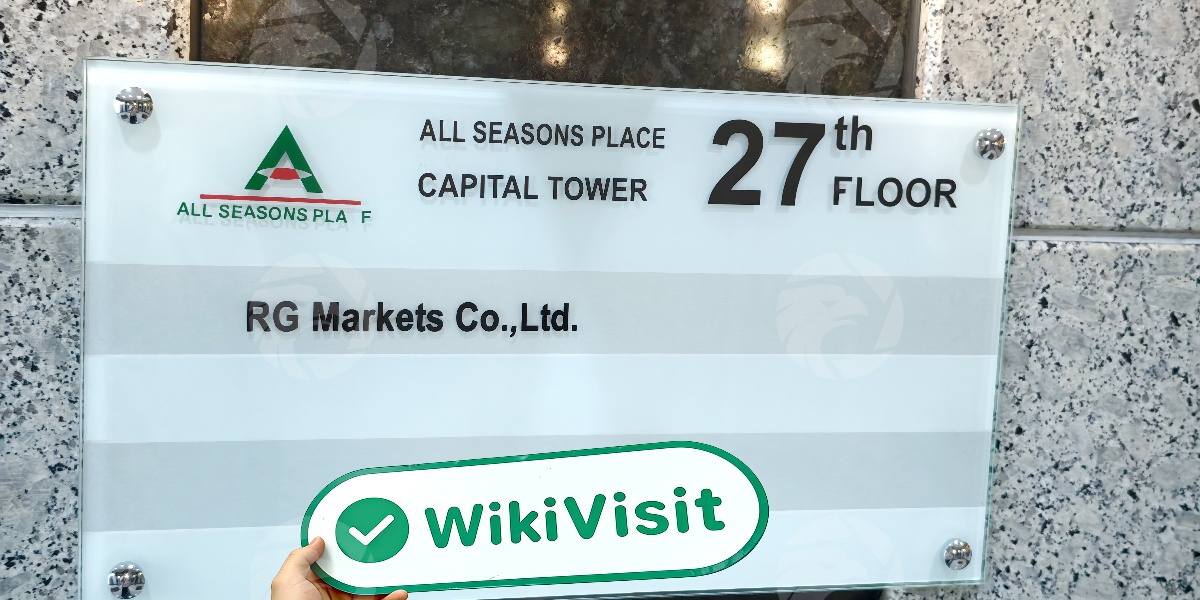 ALL SEASONS PLACE
CAPITAL TOWER
27th
FLOOR
ALL SEASONS PLA F
RG Markets Co.,Ltd.
WikiVisit